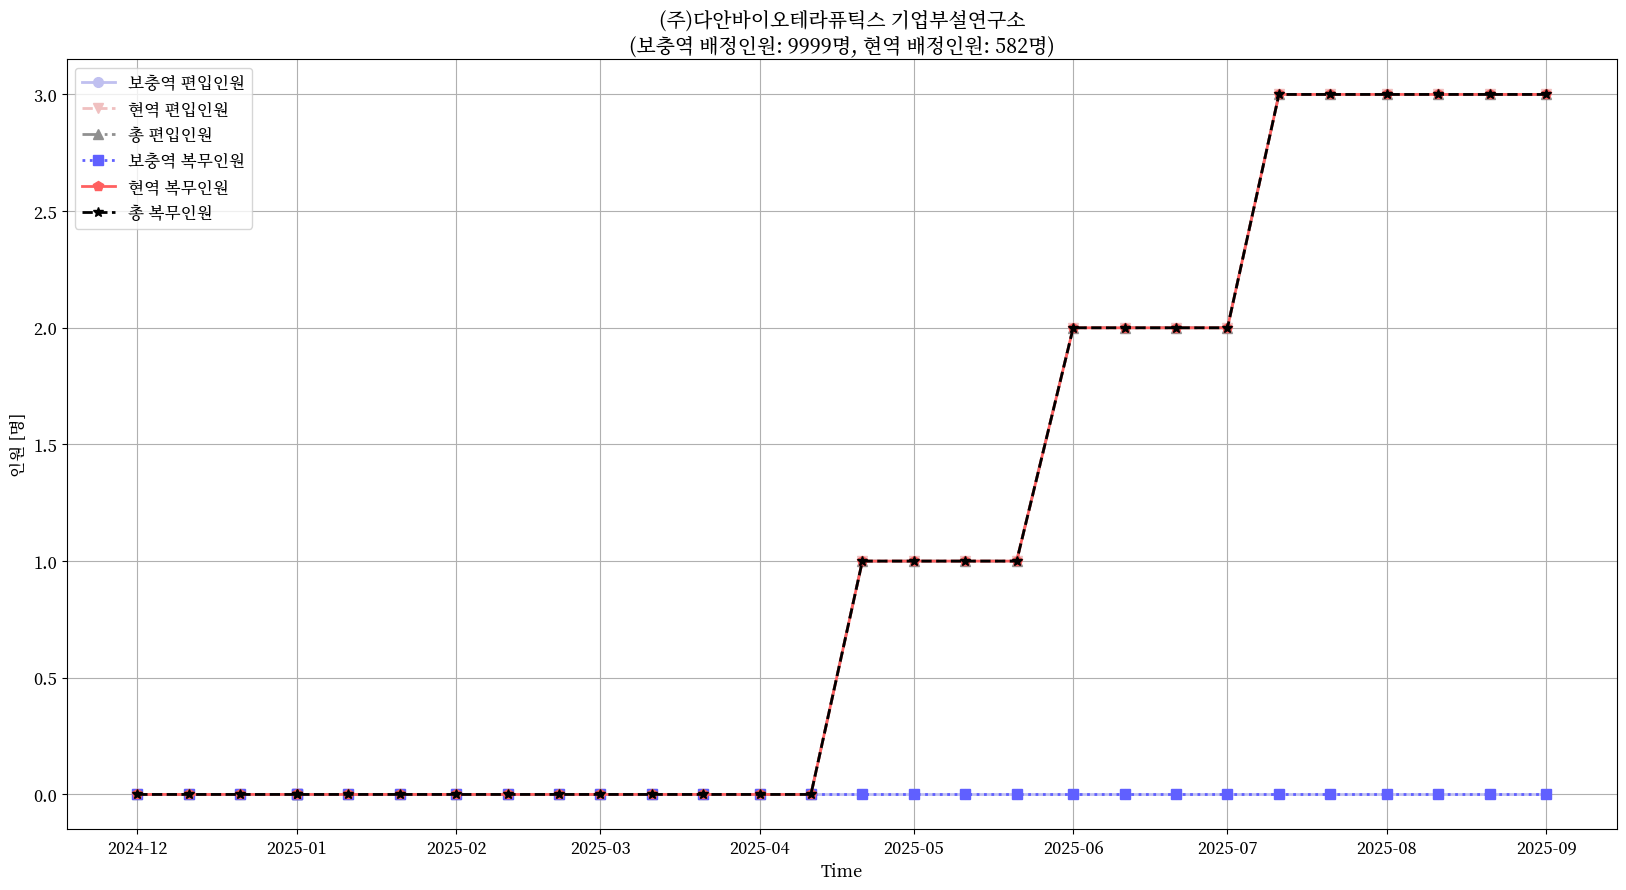 (주)다안바이오테라퓨틱스 기업부설연구소
(보충역 배정인원: 9999명, 현역 배정인원: 582명)
보충역 편입인원
현역 편입인원
총 편입인원
보충역 복무인원
현역 복무인원
총 복무인원
3.0
2.5
2.0
1.5
1.0
0.5
0.0
인원 [명]
2024-12 2025-01 2025-02 2025-03 2025-04 2025-05 2025-06 2025-07 2025-08 2025-09
Time